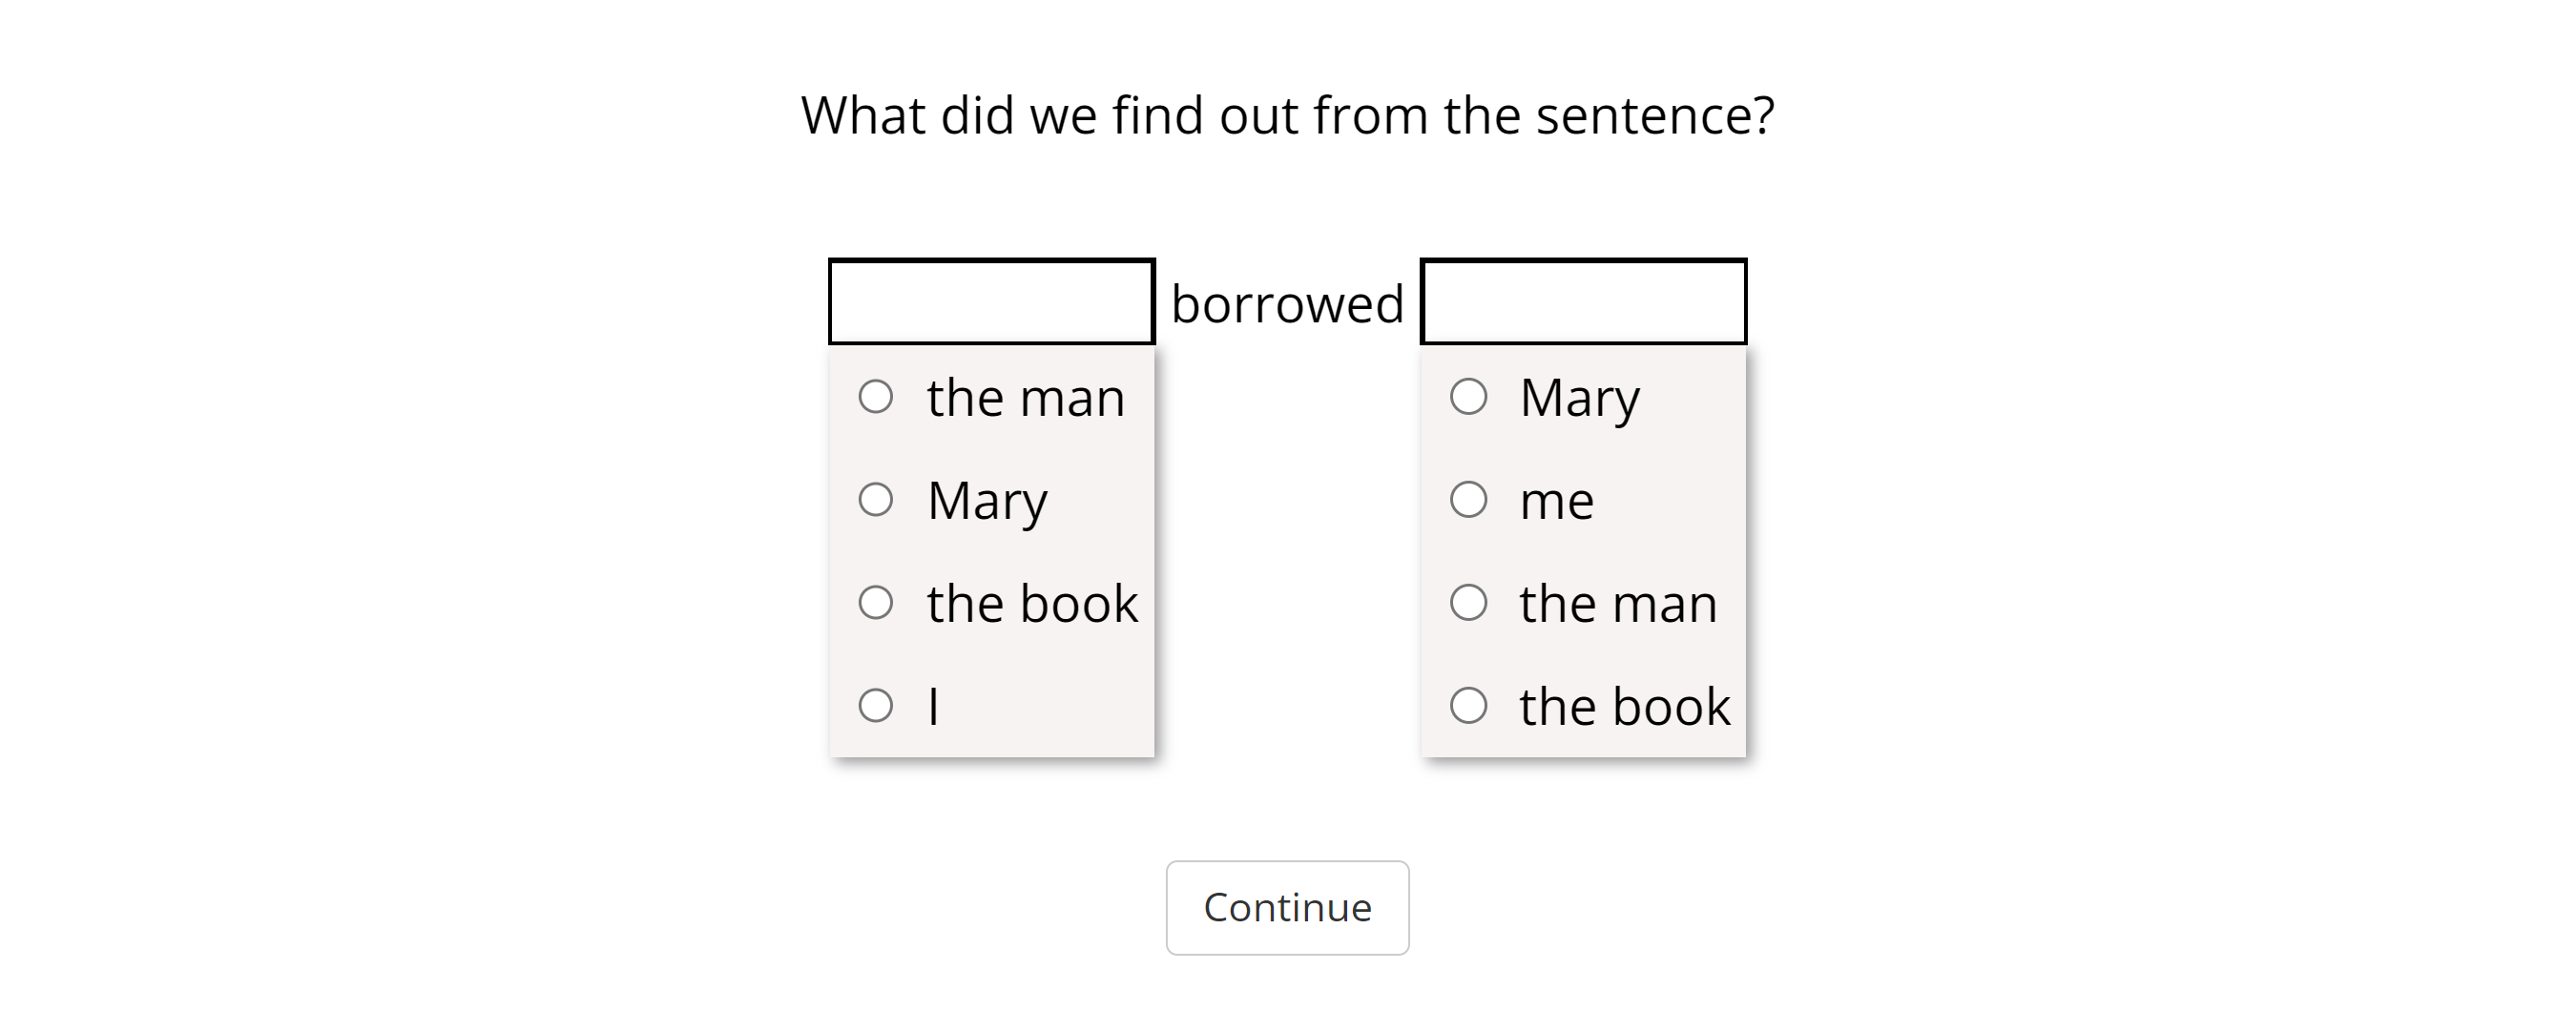 What did we find out from the sentence?
borrowed
the man Mary
Mary me
the book the man
I the book
Continue